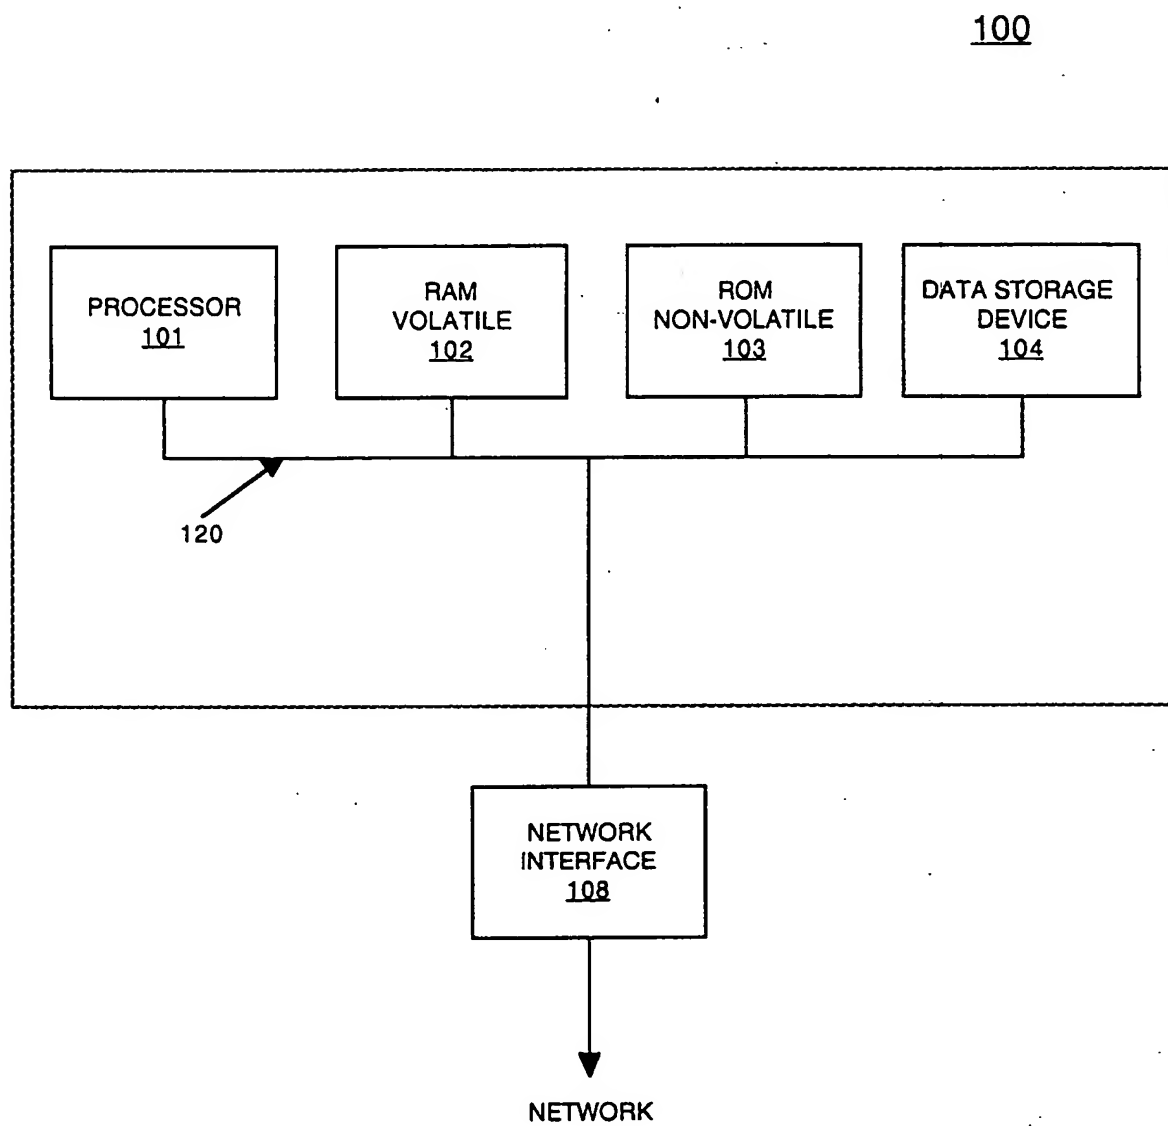 100
PROCESSOR
101
RAM
VOLATILE
102
ROM
NON-VOLATILE
103
DATA STORAGE
DEVICE
104
120
NETWORK
INTERFACE
108
NETWORK